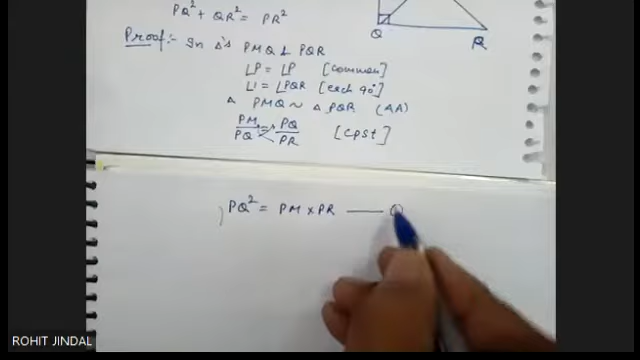 PQ² + QR² = PR²
Q
R
Proof:- In Δ's PMQ & PQR
∠P = ∠P [common]
∠1 = ∠PQR [each 90°]
Δ PMQ ~ Δ PQR (AA)
PM/PQ = PQ/PR [cpst]
PQ² = PM × PR —— ①
ROHIT JINDAL